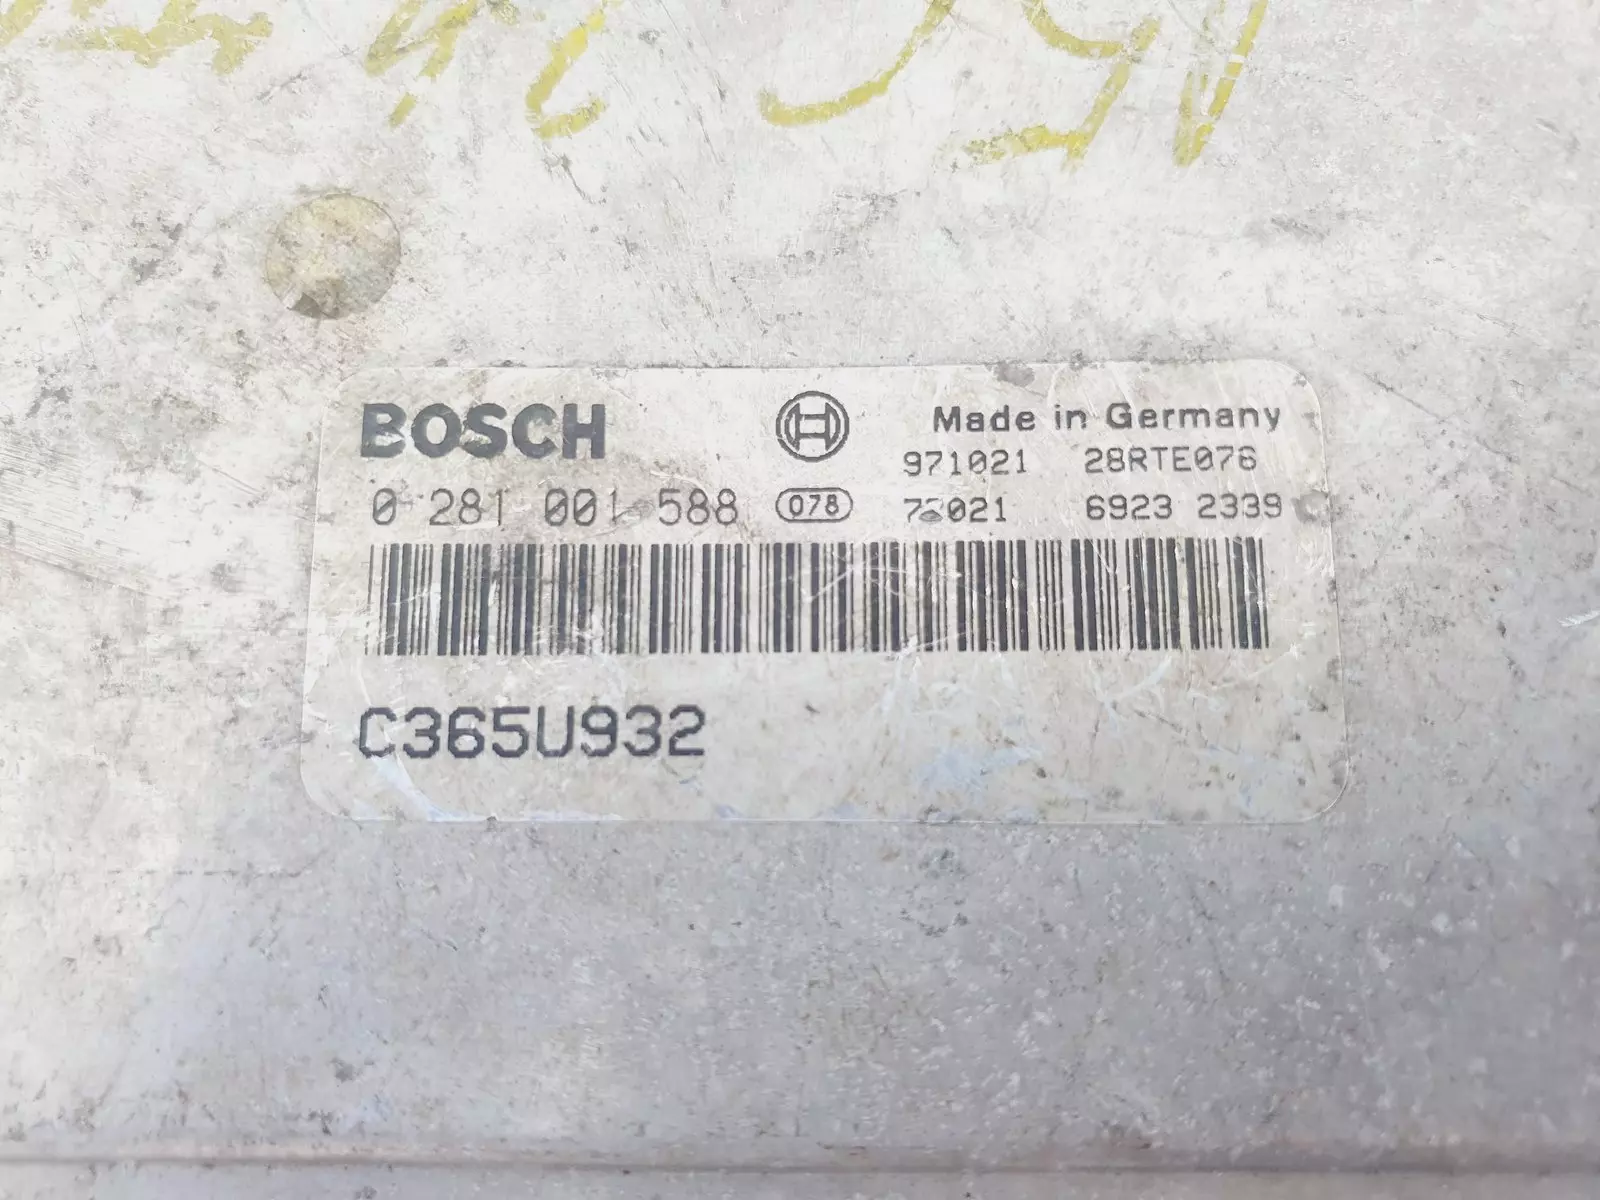 BOSCH
Made in Germany
971021 28RTE076
0 281 001 588 078 6923 2339
C365U932